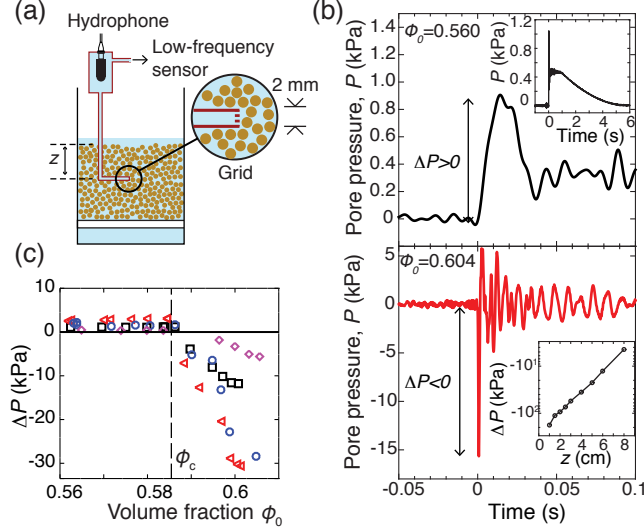 (a)
Hydrophone
Low-frequency
sensor
2 mm
z
Grid
(b)
Pore pressure, P (kPa)
1.2
0.8
0.4
0.0
Φ0=0.560
ΔP>0
P (kPa)
1.2
0.8
0.4
0
0 2 4 6
Time (s)
Pore pressure, P (kPa)
5
0
-5
-10
-15
Φ0=0.604
ΔP<0
ΔP (kPa)
-10¹
-10²
0 2 4 6 8
z (cm)
-0.05 0 0.05 0.1
Time (s)
(c)
ΔP (kPa)
10
0
-10
-20
-30
ϕc
0.56 0.58 0.6
Volume fraction ϕ0